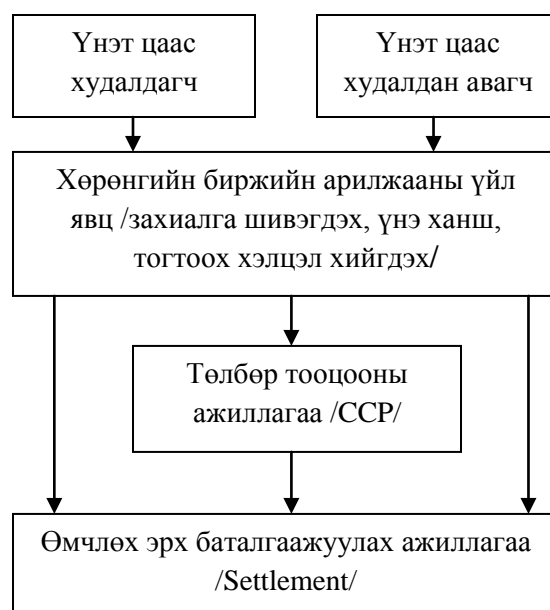 Үнэт цаас
худалдагч
Үнэт цаас
худалдан авагч
Хөрөнгийн биржийн арилжааны үйл
явц /захиалга шивэгдэх, үнэ ханш,
тогтоох хэлцэл хийгдэх/
Төлбөр тооцооны
ажиллагаа /CCP/
Өмчлөх эрх баталгаажуулах ажиллагаа
/Settlement/